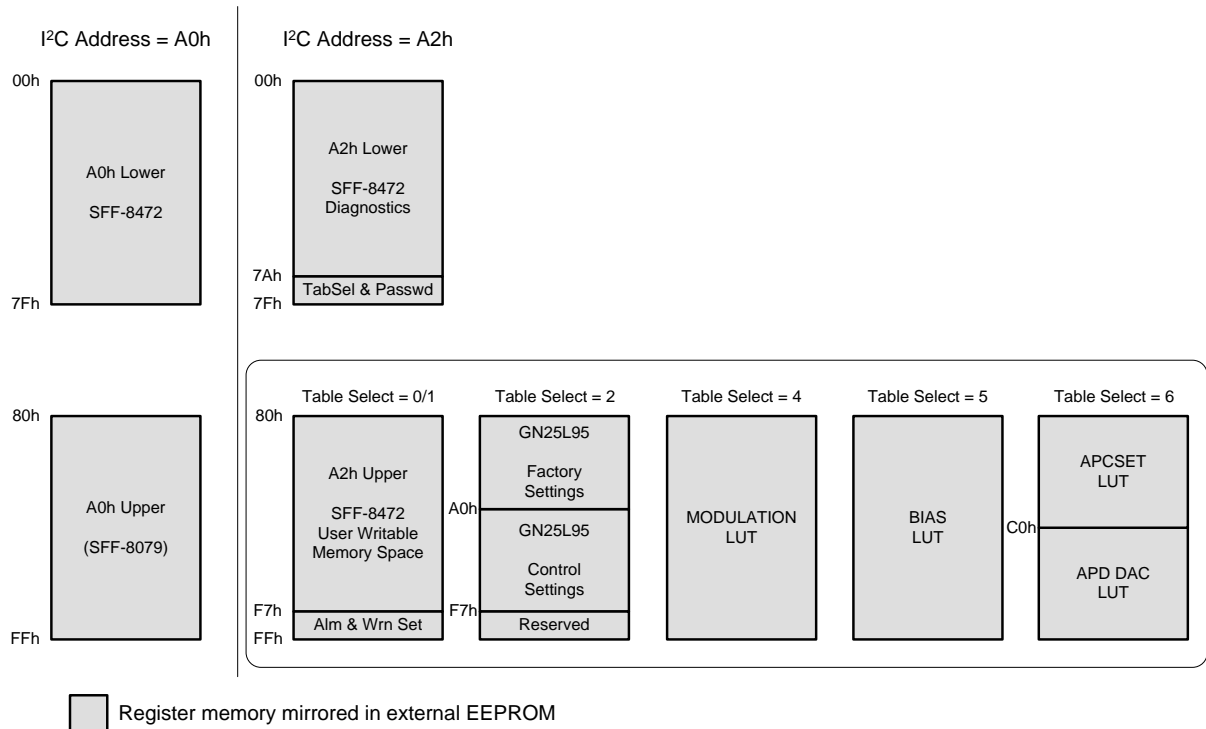 I²C Address = A0h
I²C Address = A2h
00h
A0h Lower
SFF-8472
7Fh
00h
A2h Lower
SFF-8472
Diagnostics
7Ah
TabSel & Passwd
7Fh
80h
A0h Upper
(SFF-8079)
FFh
Table Select = 0/1
80h
A2h Upper
SFF-8472
User Writable
Memory Space
F7h
Alm & Wrn Set
FFh
Table Select = 2
GN25L95
Factory
Settings
A0h
GN25L95
Control
Settings
F7h
Reserved
Table Select = 4
MODULATION
LUT
Table Select = 5
BIAS
LUT
Table Select = 6
APCSET
LUT
C0h
APD DAC
LUT
Register memory mirrored in external EEPROM